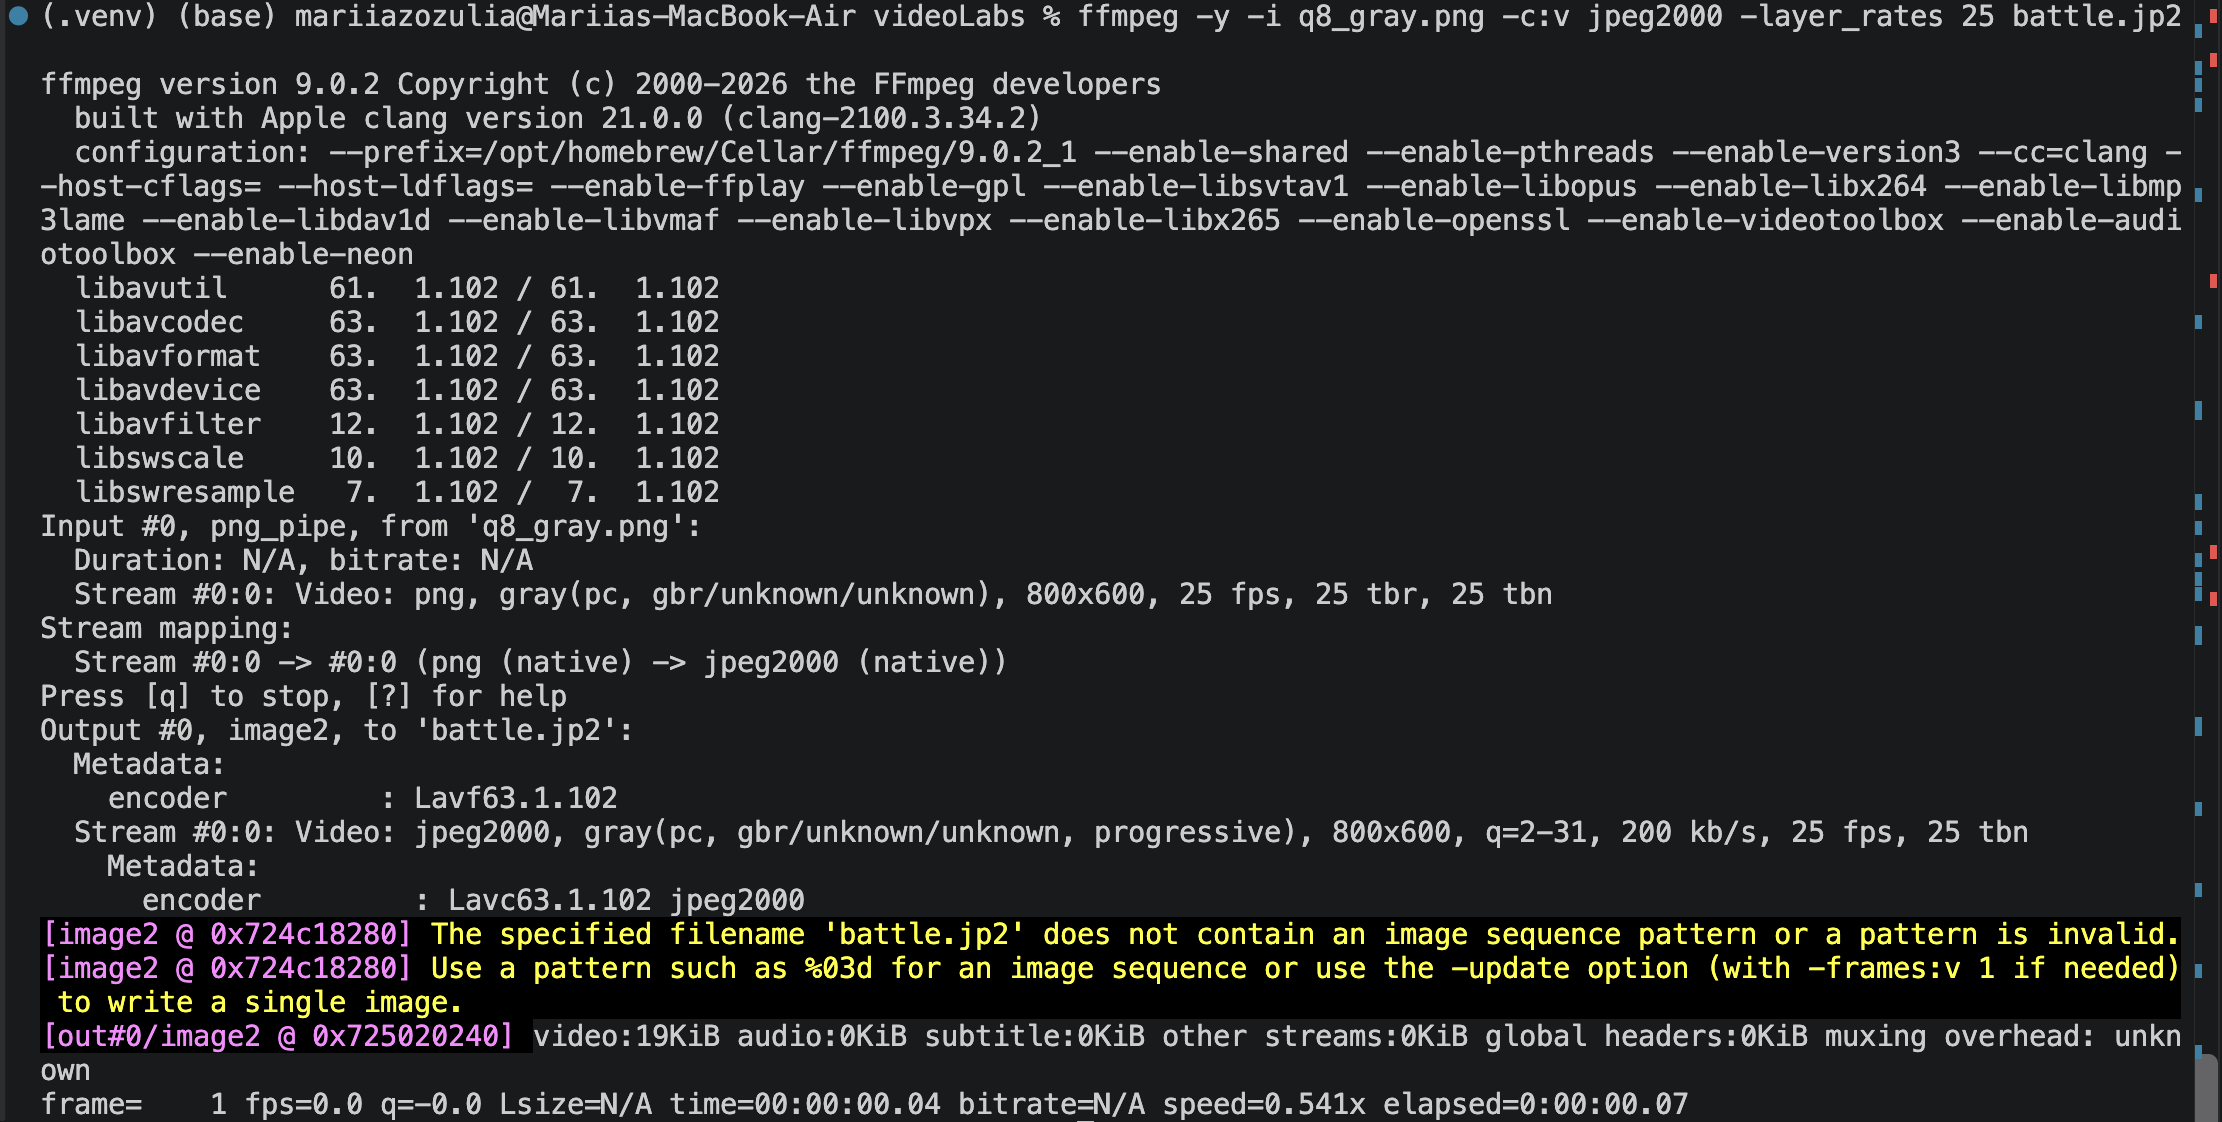 (.venv) (base) mariiazozulia@Mariias-MacBook-Air videoLabs % ffmpeg -y -i q8_gray.png -c:v jpeg2000 -layer_rates 25 battle.jp2
ffmpeg version 9.0.2 Copyright (c) 2000-2026 the FFmpeg developers
  built with Apple clang version 21.0.0 (clang-2100.3.34.2)
  configuration: --prefix=/opt/homebrew/Cellar/ffmpeg/9.0.2_1 --enable-shared --enable-pthreads --enable-version3 --cc=clang -
-host-cflags= --host-ldflags= --enable-ffplay --enable-gpl --enable-libsvtav1 --enable-libopus --enable-libx264 --enable-libmp
3lame --enable-libdav1d --enable-libvmaf --enable-libvpx --enable-libx265 --enable-openssl --enable-videotoolbox --enable-audi
otoolbox --enable-neon
  libavutil      61.  1.102 / 61.  1.102
  libavcodec     63.  1.102 / 63.  1.102
  libavformat    63.  1.102 / 63.  1.102
  libavdevice    63.  1.102 / 63.  1.102
  libavfilter    12.  1.102 / 12.  1.102
  libswscale     10.  1.102 / 10.  1.102
  libswresample   7.  1.102 /  7.  1.102
Input #0, png_pipe, from 'q8_gray.png':
  Duration: N/A, bitrate: N/A
  Stream #0:0: Video: png, gray(pc, gbr/unknown/unknown), 800x600, 25 fps, 25 tbr, 25 tbn
Stream mapping:
  Stream #0:0 -> #0:0 (png (native) -> jpeg2000 (native))
Press [q] to stop, [?] for help
Output #0, image2, to 'battle.jp2':
  Metadata:
    encoder         : Lavf63.1.102
  Stream #0:0: Video: jpeg2000, gray(pc, gbr/unknown/unknown, progressive), 800x600, q=2-31, 200 kb/s, 25 fps, 25 tbn
    Metadata:
      encoder         : Lavc63.1.102 jpeg2000
[image2 @ 0x724c18280] The specified filename 'battle.jp2' does not contain an image sequence pattern or a pattern is invalid.
[image2 @ 0x724c18280] Use a pattern such as %03d for an image sequence or use the -update option (with -frames:v 1 if needed)
 to write a single image.
[out#0/image2 @ 0x725020240] video:19KiB audio:0KiB subtitle:0KiB other streams:0KiB global headers:0KiB muxing overhead: unkn
own
frame=    1 fps=0.0 q=-0.0 Lsize=N/A time=00:00:00.04 bitrate=N/A speed=0.541x elapsed=0:00:00.07